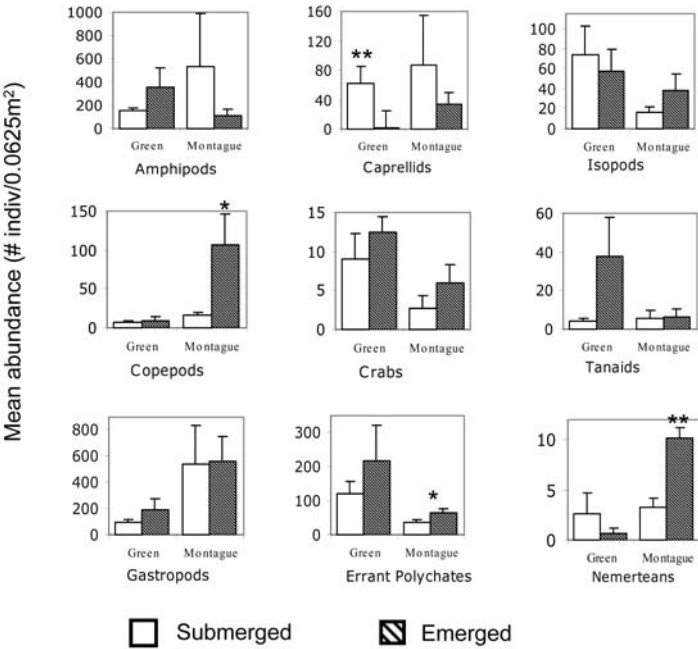 Mean abundance (# indiv/0.0625m²)
1000
800
600
400
200
0
Green Montague
Amphipods
160
120
80
40
0
**
Green Montague
Caprellids
100
80
60
40
20
0
Green Montague
Isopods
150
100
50
0
*
Green Montague
Copepods
15
10
5
0
Green Montague
Crabs
60
40
20
0
Green Montague
Tanaids
800
600
400
200
0
Green Montague
Gastropods
300
200
100
0
*
Green Montague
Errant Polychates
10
5
0
**
Green Montague
Nemerteans
Submerged Emerged